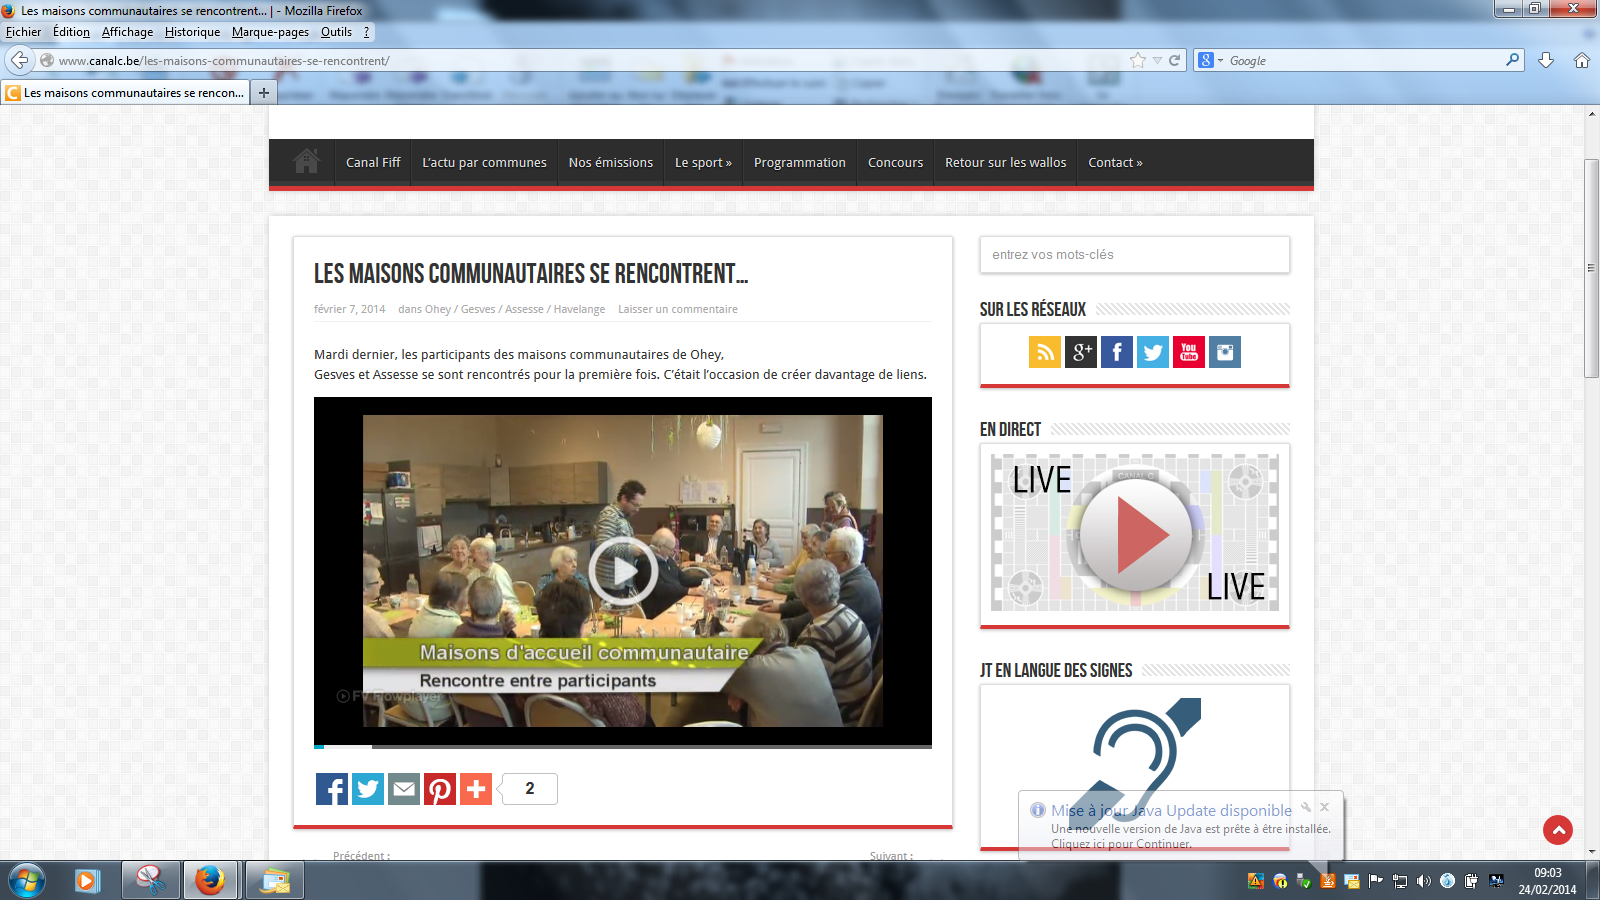 Les maisons communautaires se rencontrent... | - Mozilla Firefox
Fichier Édition Affichage Historique Marque-pages Outils ?
www.canalc.be/les-maisons-communautaires-se-rencontrent/
Google
Les maisons communautaires se rencon...
Canal Fiff L'actu par communes Nos émissions Le sport » Programmation Concours Retour sur les wallos Contact »
LES MAISONS COMMUNAUTAIRES SE RENCONTRENT…
février 7, 2014 dans Ohey / Gesves / Assesse / Havelange Laisser un commentaire
Mardi dernier, les participants des maisons communautaires de Ohey,
Gesves et Assesse se sont rencontrés pour la première fois. C'était l'occasion de créer davantage de liens.
Maisons d'accueil communautaire
Rencontre entre participants
FV Flowplayer
2
Précédent :
Suivant :
entrez vos mots-clés
SUR LES RÉSEAUX
g+
You
Tube
EN DIRECT
LIVE
CANAL C
LIVE
JT EN LANGUE DES SIGNES
Mise à jour Java Update disponible
Une nouvelle version de Java est prête à être installée.
Cliquez ici pour Continuer.
09:03
24/02/2014